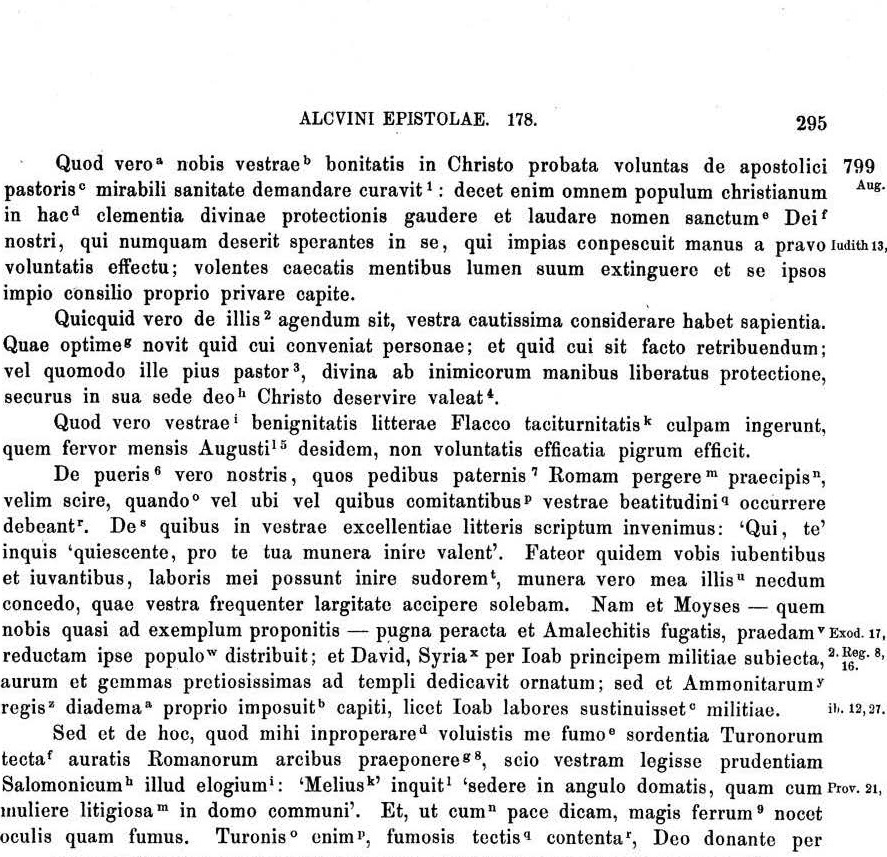 ALCVINI EPISTOLAE. 178. 295
Quod vero a nobis vestrae b bonitatis in Christo probata voluntas de apostolici 799
pastoris c mirabili sanitate demandare curavit 1 : decet enim omnem populum christianum Aug.
in hac d clementia divinae protectionis gaudere et laudare nomen sanctum e Dei f
nostri, qui numquam deserit sperantes in se, qui impias conpescuit manus a pravo Iudith 13,
voluntatis effectu; volentes caecatis mentibus lumen suum extinguere et se ipsos
impio consilio proprio privare capite.
Quicquid vero de illis 2 agendum sit, vestra cautissima considerare habet sapientia.
Quae optime g novit quid cui conveniat personae; et quid cui sit facto retribuendum;
vel quomodo ille pius pastor 3, divina ab inimicorum manibus liberatus protectione,
securus in sua sede deo h Christo deservire valeat 4.
Quod vero vestrae i benignitatis litterae Flacco taciturnitatis k culpam ingerunt,
quem fervor mensis Augusti l 5 desidem, non voluntatis efficatia pigrum efficit.
De pueris 6 vero nostris, quos pedibus paternis 7 Romam pergere m praecipis n,
velim scire, quando o vel ubi vel quibus comitantibus p vestrae beatitudini q occurrere
debeant r. De s quibus in vestrae excellentiae litteris scriptum invenimus: ‘Qui, te’
inquis ‘quiescente, pro te tua munera inire valent’. Fateor quidem vobis iubentibus
et iuvantibus, laboris mei possunt inire sudorem t, munera vero mea illis u necdum
concedo, quae vestra frequenter largitate accipere solebam. Nam et Moyses — quem
nobis quasi ad exemplum proponitis — pugna peracta et Amalechitis fugatis, praedam v Exod. 17,
reductam ipse populo w distribuit; et David, Syria x per Ioab principem militiae subiecta, 2. Reg. 8, 16.
aurum et gemmas pretiosissimas ad templi dedicavit ornatum; sed et Ammonitarum y
regis z diadema a proprio imposuit b capiti, licet Ioab labores sustinuisset c militiae. ib. 12, 27.
Sed et de hoc, quod mihi inproperare d voluistis me fumo e sordentia Turonorum
tecta f auratis Romanorum arcibus praeponere g 8, scio vestram legisse prudentiam
Salomonicum h illud elogium i: ‘Melius k’ inquit l ‘sedere in angulo domatis, quam cum Prov. 21,
muliere litigiosa m in domo communi’. Et, ut cum n pace dicam, magis ferrum 9 nocet
oculis quam fumus. Turonis o enim p, fumosis tectis q contenta r, Deo donante per